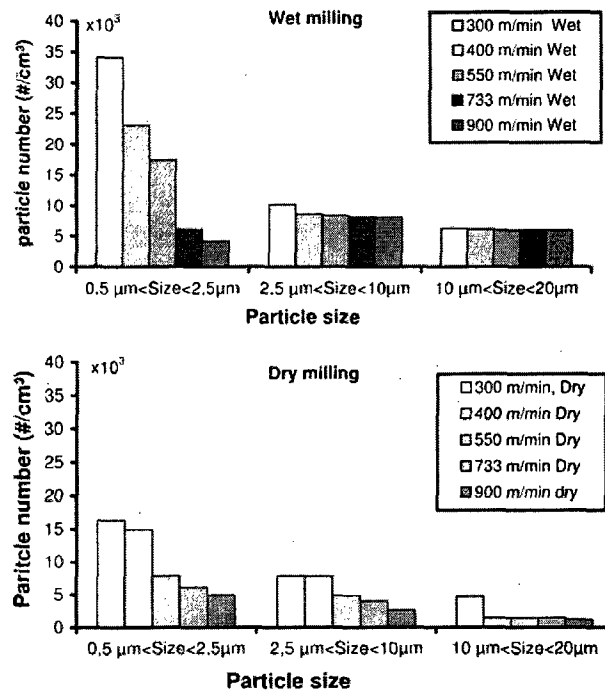 Wet milling
x10³
particle number (#/cm³)
40
35
30
25
20
15
10
5
0
300 m/min Wet
400 m/min Wet
550 m/min Wet
733 m/min Wet
900 m/min Wet
0.5 µm<Size<2.5µm
2.5 µm<Size<10µm
10 µm<Size<20µm
Particle size
Dry milling
x10³
Paritcle number (#/cm³)
40
35
30
25
20
15
10
5
0
300 m/min, Dry
400 m/min Dry
550 m/min Dry
733 m/min Dry
900 m/min dry
0,5 µm<Size<2,5µm
2,5 µm<Size<10µm
10 µm<Size<20µm
Particle size